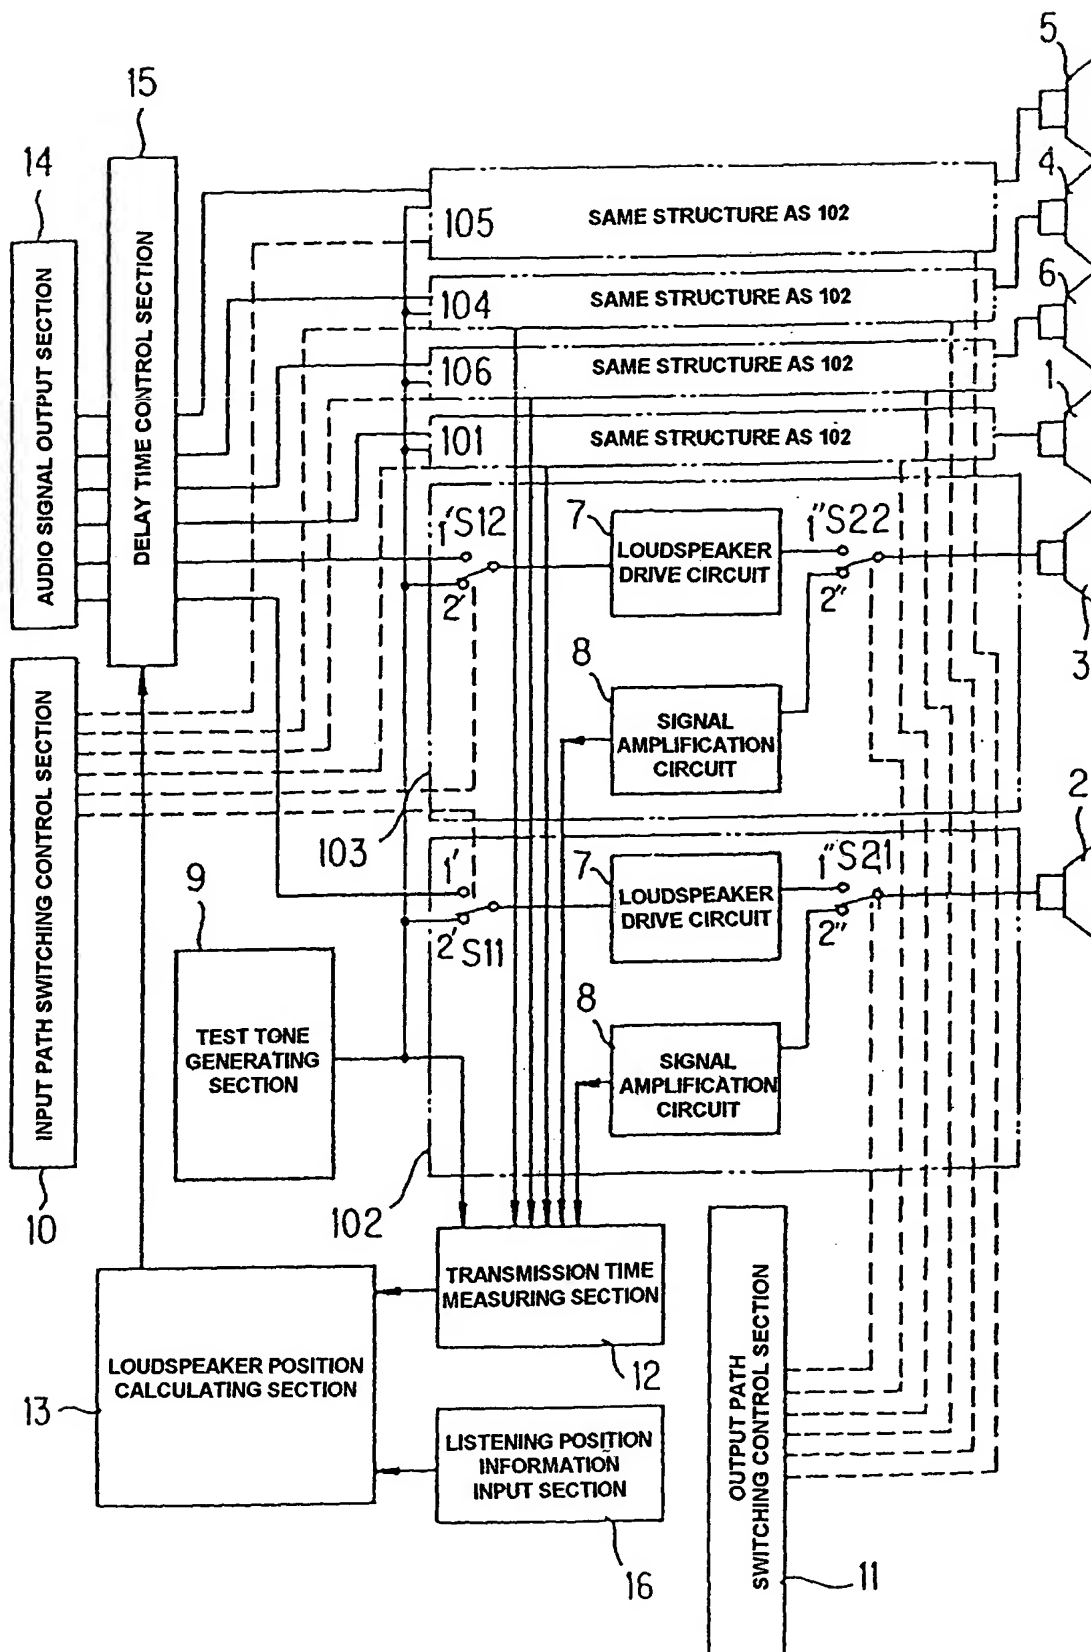 5
15
14
4
105
SAME STRUCTURE AS 102
104
SAME STRUCTURE AS 102
6
106
SAME STRUCTURE AS 102
1
101
SAME STRUCTURE AS 102
AUDIO SIGNAL OUTPUT SECTION
DELAY TIME CONTROL SECTION
1'
S12
7
LOUDSPEAKER
DRIVE CIRCUIT
1"
S22
2'
2"
3
8
SIGNAL
AMPLIFICATION
CIRCUIT
INPUT PATH SWITCHING CONTROL SECTION
103
2
1'
7
LOUDSPEAKER
DRIVE CIRCUIT
1"
S21
2'
S11
2"
9
TEST TONE
GENERATING
SECTION
8
SIGNAL
AMPLIFICATION
CIRCUIT
10
102
TRANSMISSION TIME
MEASURING SECTION
12
LOUDSPEAKER POSITION
CALCULATING SECTION
13
LISTENING POSITION
INFORMATION
INPUT SECTION
16
OUTPUT PATH
SWITCHING CONTROL SECTION
11